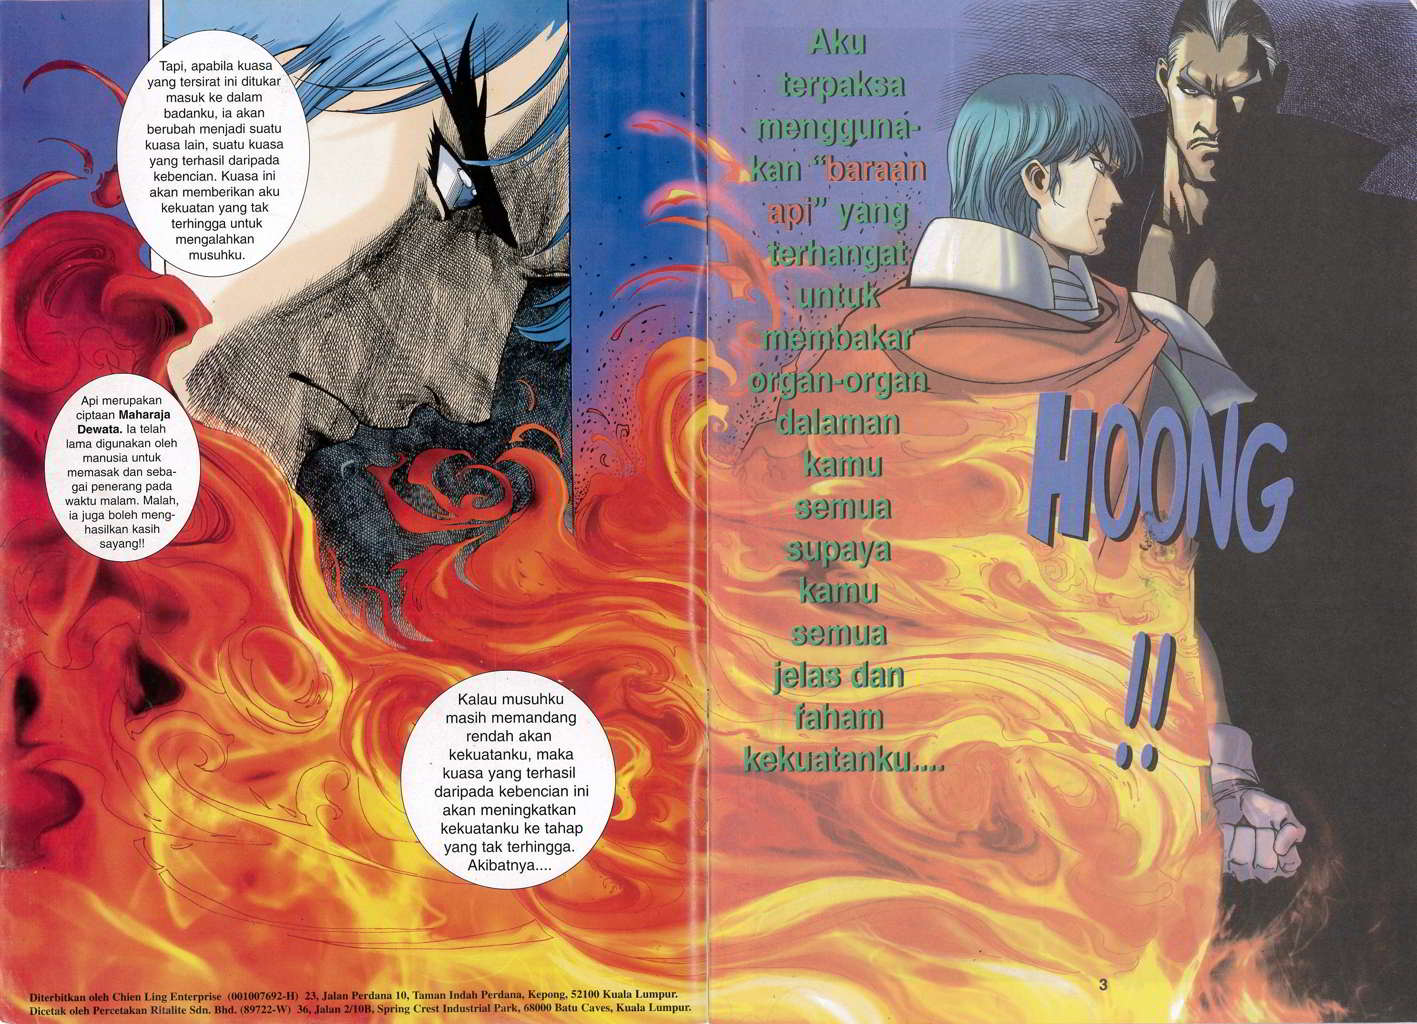 Tapi, apabila kuasa
yang tersirat ini ditukar
masuk ke dalam
badanku, ia akan
berubah menjadi suatu
kuasa lain, suatu kuasa
yang terhasil daripada
kebencian. Kuasa ini
akan memberikan aku
kekuatan yang tak
terhingga untuk
mengalahkan
musuhku.
Api merupakan
ciptaan Maharaja
Dewata. Ia telah
lama digunakan oleh
manusia untuk
memasak dan seba-
gai penerang pada
waktu malam. Malah,
ia juga boleh meng-
hasilkan kasih
sayang!!
Kalau musuhku
masih memandang
rendah akan
kekuatanku, maka
kuasa yang terhasil
daripada kebencian ini
akan meningkatkan
kekuatanku ke tahap
yang tak terhingga.
Akibatnya....
Diterbitkan oleh Chien Ling Enterprise (001007692-H) 23, Jalan Perdana 10, Taman Indah Perdana, Kepong, 52100 Kuala Lumpur.
Dicetak oleh Percetakan Ritalite Sdn. Bhd. (89722-W) 36, Jalan 2/10B, Spring Crest Industrial Park, 68000 Batu Caves, Kuala Lumpur.
Aku
terpaksa
mengguna-
kan “baraan
api” yang
terhangat
untuk
membakar
organ-organ
dalaman
kamu
semua
supaya
kamu
semua
jelas dan
faham
kekuatanku....
HOONG
!!
3